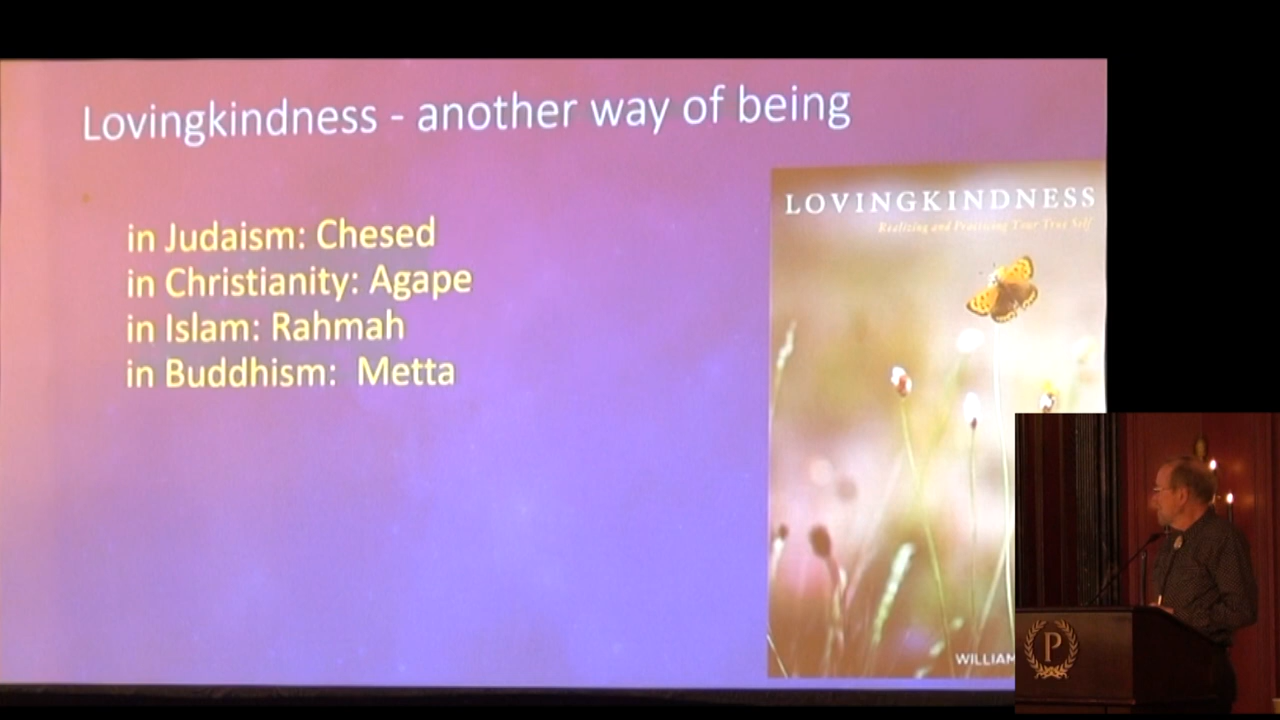 Lovingkindness - another way of being
in Judaism: Chesed
in Christianity: Agape
in Islam: Rahmah
in Buddhism: Metta
LOVINGKINDNESS
Realizing and Practicing Your True Self
WILLIAM
P